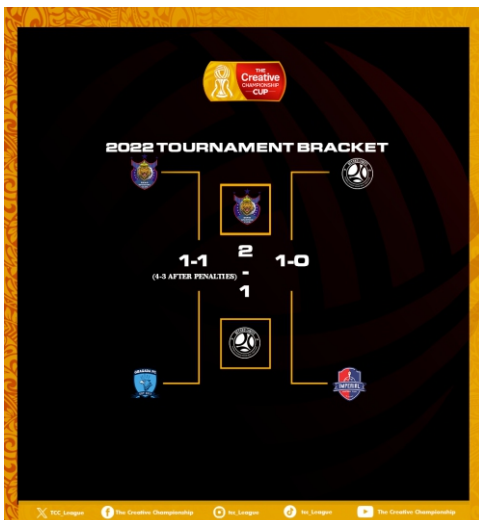 THE
Creative
CHAMPIONSHIP
CUP
2022 TOURNAMENT BRACKET
1-1
(4-3 AFTER PENALTIES)
2
-
1
1-0
IMPERIAL
TCC_League
The Creative Championship
tcc_League
tcc_League
The Creative Championship